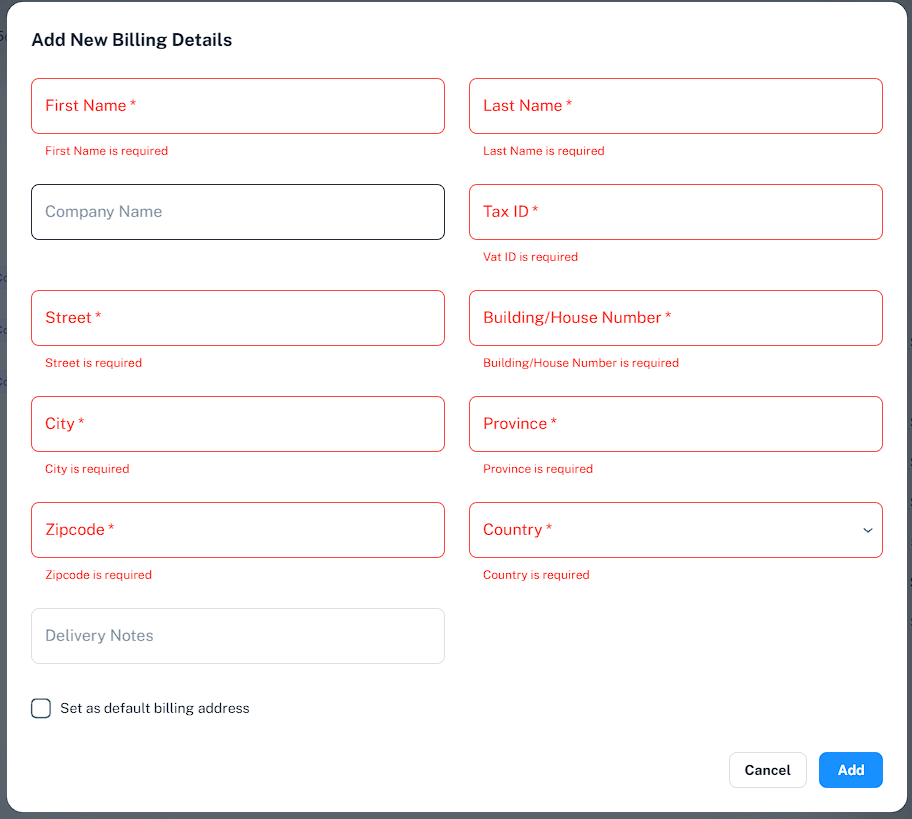 Add New Billing Details
First Name *
Last Name *
First Name is required
Last Name is required
Company Name
Tax ID *
Vat ID is required
Street *
Building/House Number *
Street is required
Building/House Number is required
City *
Province *
City is required
Province is required
Zipcode *
Country *
Zipcode is required
Country is required
Delivery Notes
Set as default billing address
Cancel
Add